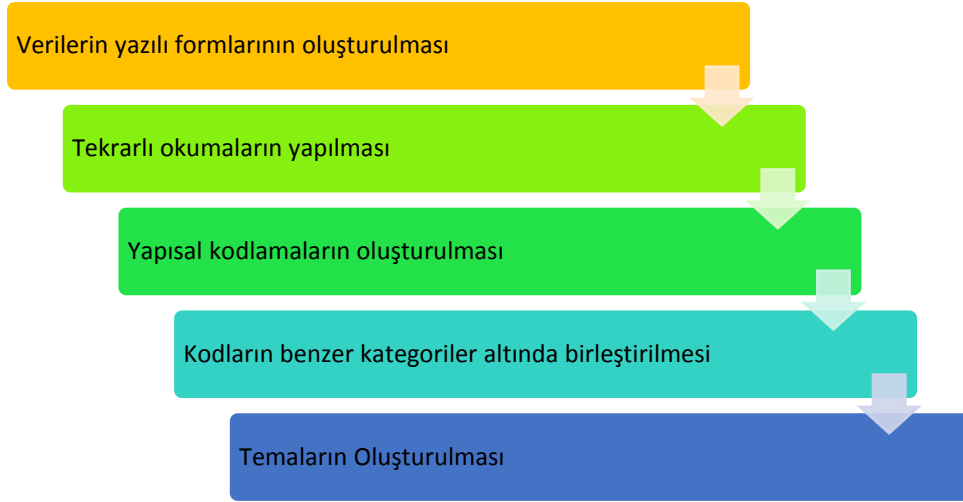 Verilerin yazılı formlarının oluşturulması
Tekrarlı okumaların yapılması
Yapısal kodlamaların oluşturulması
Kodların benzer kategoriler altında birleştirilmesi
Temaların Oluşturulması